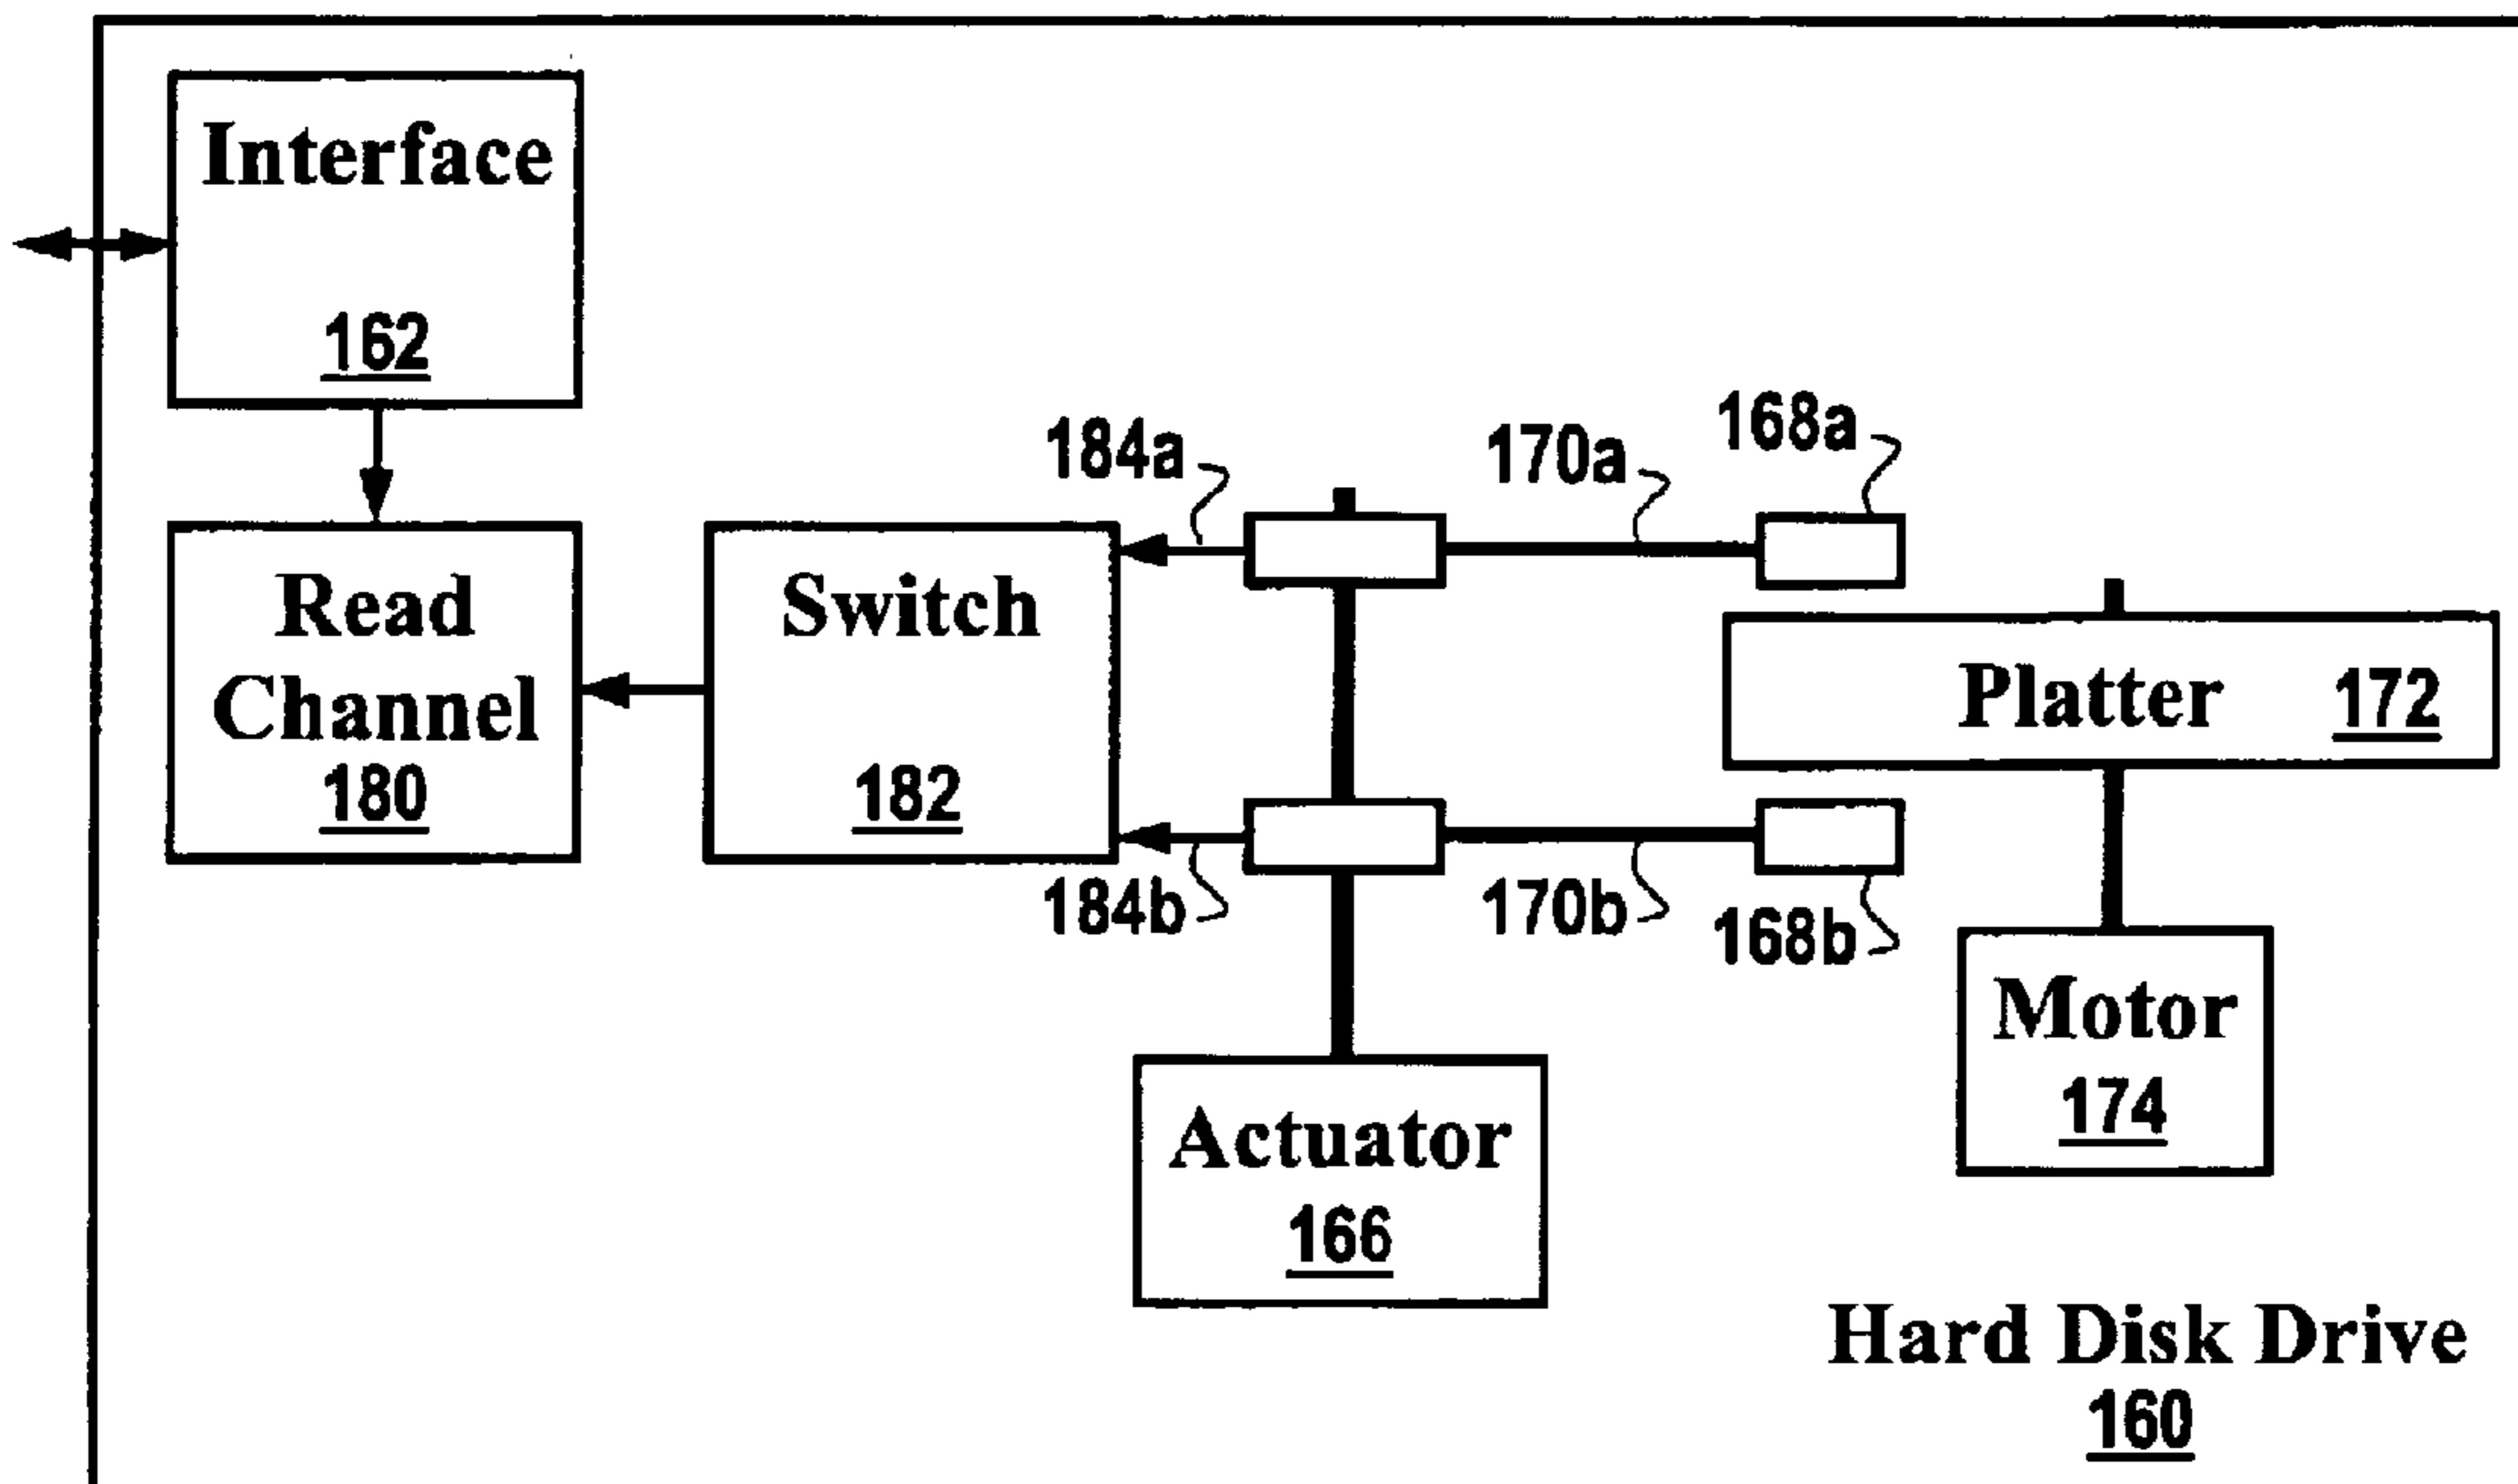 Interface
162
184a
170a
168a
Read
Channel
180
Switch
182
Platter 172
184b
170b
168b
Motor
174
Actuator
166
Hard Disk Drive
160